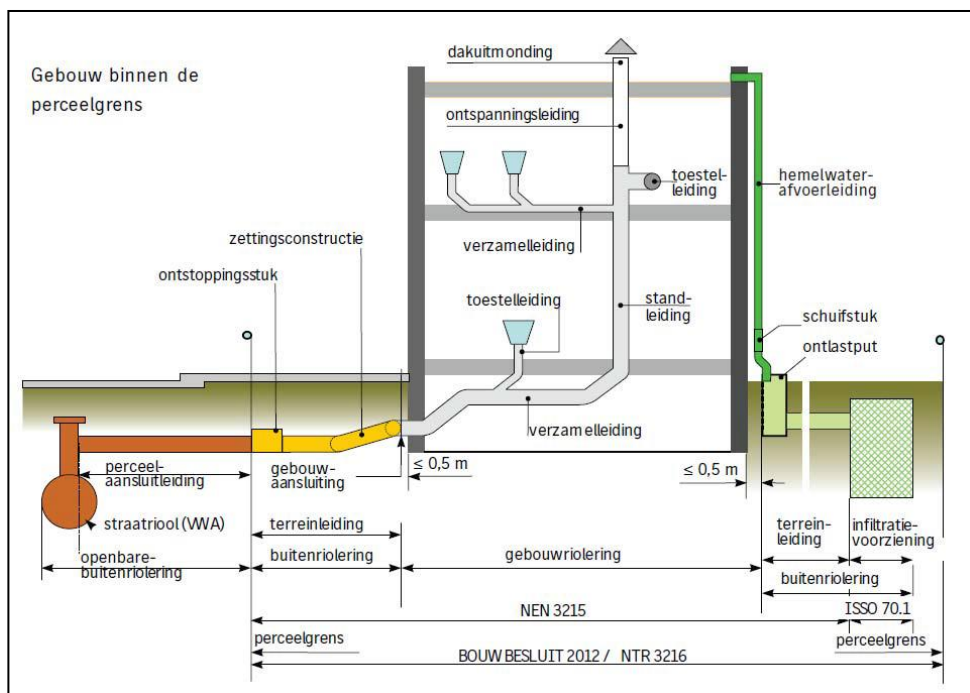 Gebouw binnen de
perceelgrens
dakuitmonding
ontspanningsleiding
toestel-
leiding
hemelwater-
afvoerleiding
zettingsconstructie
verzamelleiding
ontstoppingsstuk
toestelleiding
stand-
leiding
schuifstuk
ontlastput
verzamelleiding
perceel-
aansluitleiding
gebouw-
aansluiting
≤ 0,5 m
≤ 0,5 m
straatriool (VWA)
terreinleiding
terrein-
leiding
infiltratie-
voorziening
openbare-
buitenriolering
buitenriolering
gebouwriolering
buitenriolering
NEN 3215
ISSO 70.1
perceelgrens
perceelgrens
BOUW BESLUIT 2012 / NTR 3216